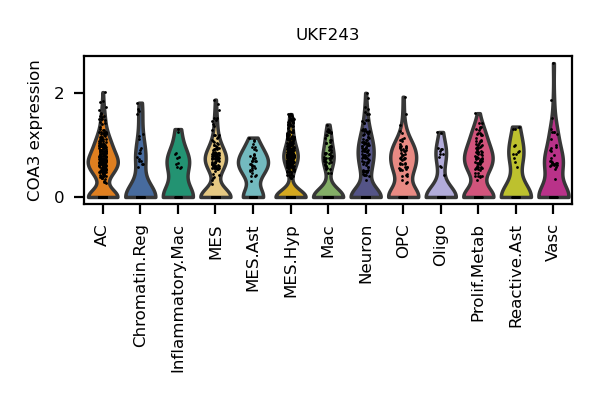 UKF243
COA3 expression
2
0
AC
Chromatin.Reg
Inflammatory.Mac
MES
MES.Ast
MES.Hyp
Mac
Neuron
OPC
Oligo
Prolif.Metab
Reactive.Ast
Vasc